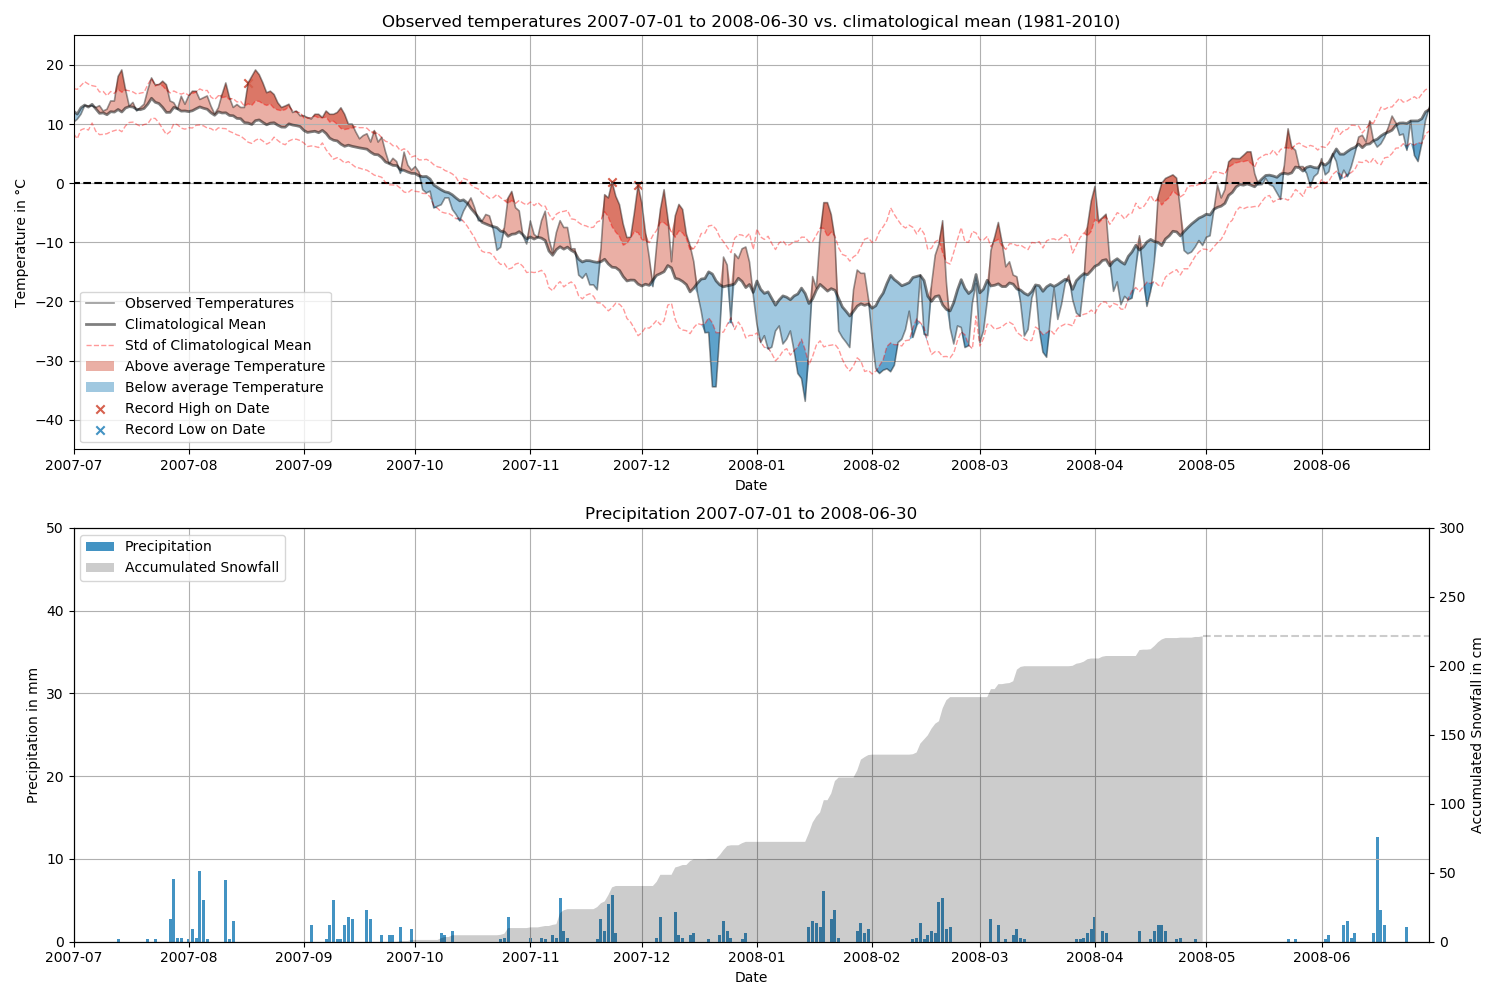 Observed temperatures 2007-07-01 to 2008-06-30 vs. climatological mean (1981-2010)
Temperature in °C
20
10
0
−10
−20
−30
−40
Observed Temperatures
Climatological Mean
Std of Climatological Mean
Above average Temperature
Below average Temperature
Record High on Date
Record Low on Date
2007-07 2007-08 2007-09 2007-10 2007-11 2007-12 2008-01 2008-02 2008-03 2008-04 2008-05 2008-06
Date
Precipitation 2007-07-01 to 2008-06-30
Precipitation in mm
50
40
30
20
10
0
Precipitation
Accumulated Snowfall
300
250
200
150
100
50
0
Accumulated Snowfall in cm
2007-07 2007-08 2007-09 2007-10 2007-11 2007-12 2008-01 2008-02 2008-03 2008-04 2008-05 2008-06
Date